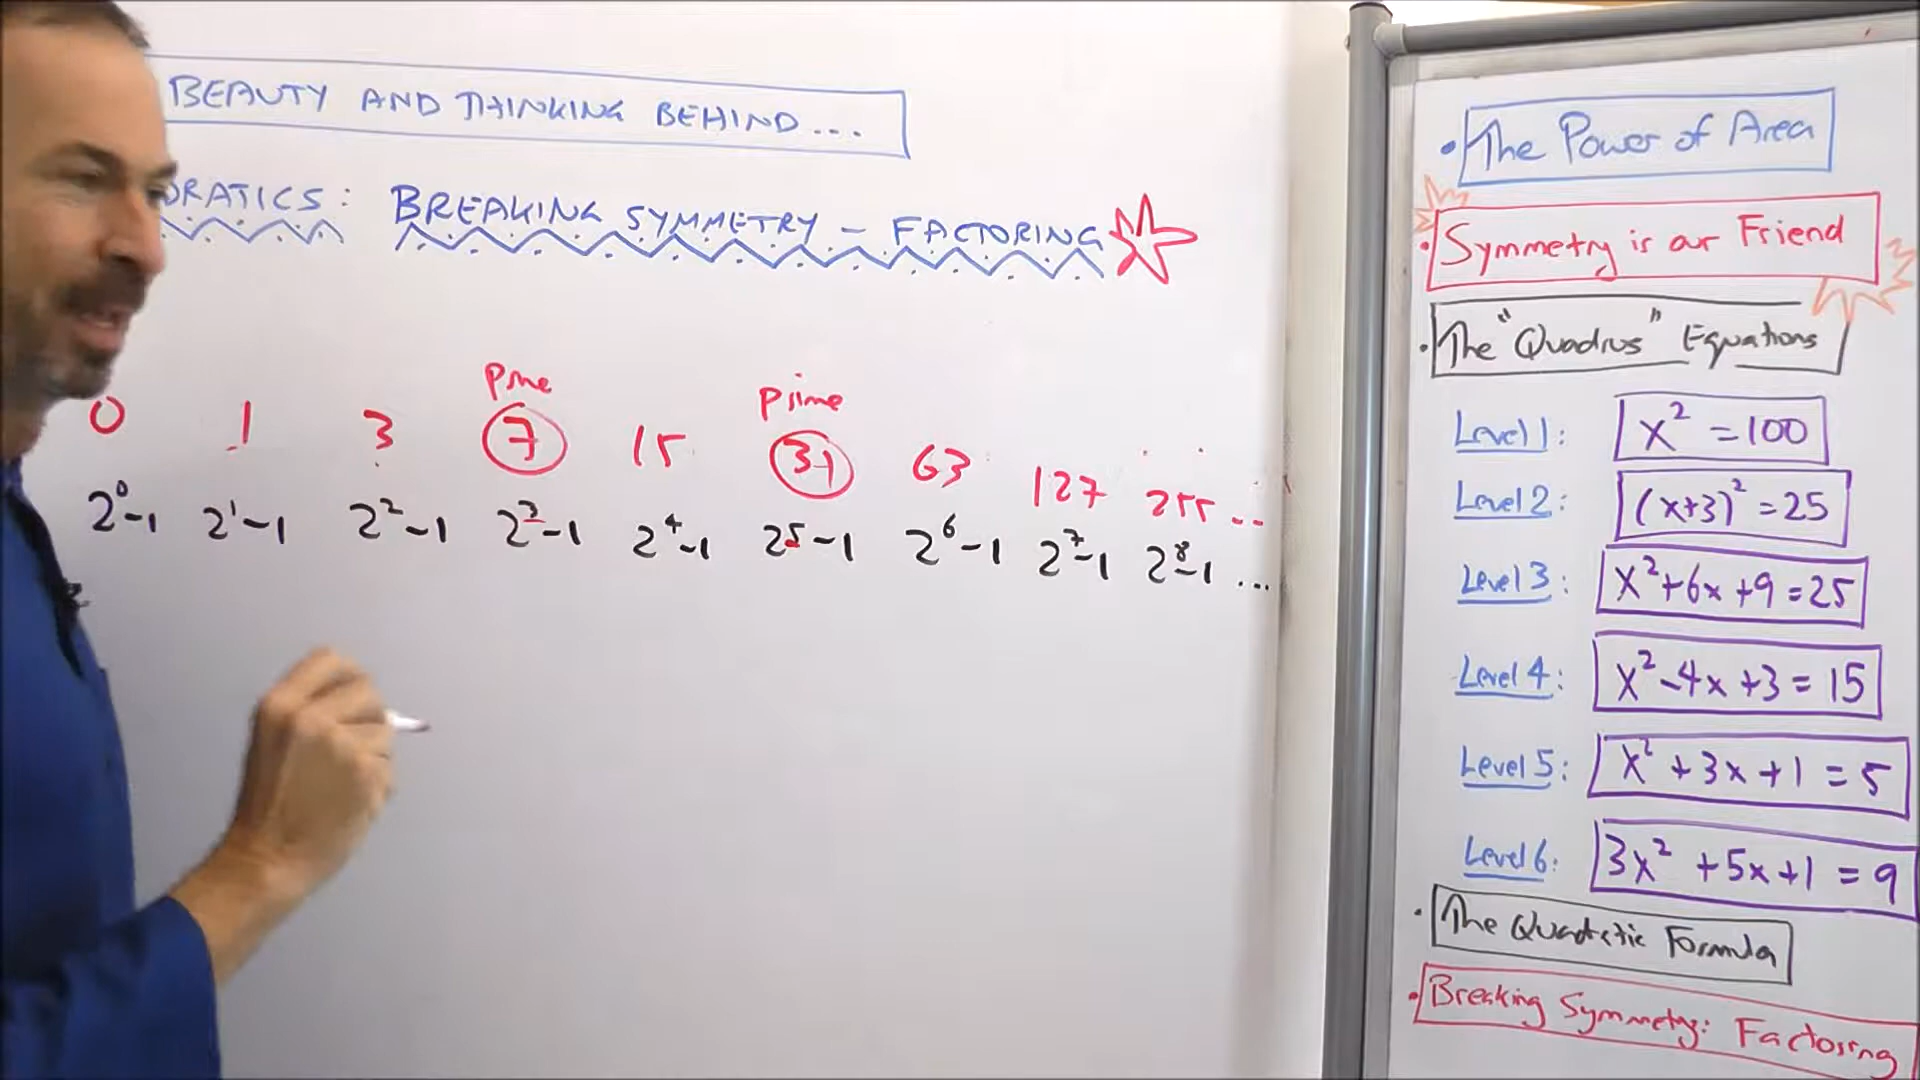 BEAUTY AND THINKING BEHIND...
DRATICS: BREAKING SYMMETRY - FACTORING
Prime prime
0 1 3 7 15 31 63 127 255 ..
2⁰-1 2¹-1 2²-1 2³-1 2⁴-1 2⁵-1 2⁶-1 2⁷-1 2⁸-1 ...
• The Power of Area
• Symmetry is our Friend
• The "Quadrus" Equations
Level 1: x² = 100
Level 2: (x+3)² = 25
Level 3: x²+6x+9=25
Level 4: x²-4x+3=15
Level 5: x²+3x+1=5
Level 6: 3x²+5x+1=9
• The Quadratic Formula
• Breaking Symmetry: Factoring